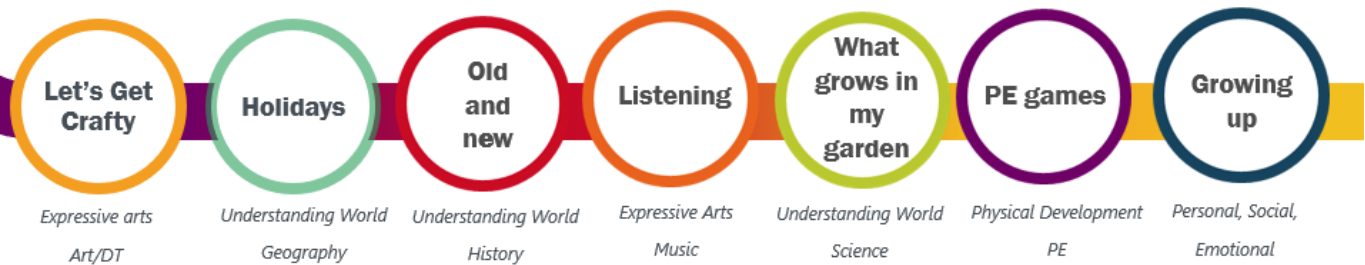 Let's Get
Crafty
Expressive arts
Art/DT
Holidays
Understanding World
Geography
Old
and
new
Understanding World
History
Listening
Expressive Arts
Music
What
grows in
my
garden
Understanding World
Science
PE games
Physical Development
PE
Growing
up
Personal, Social,
Emotional